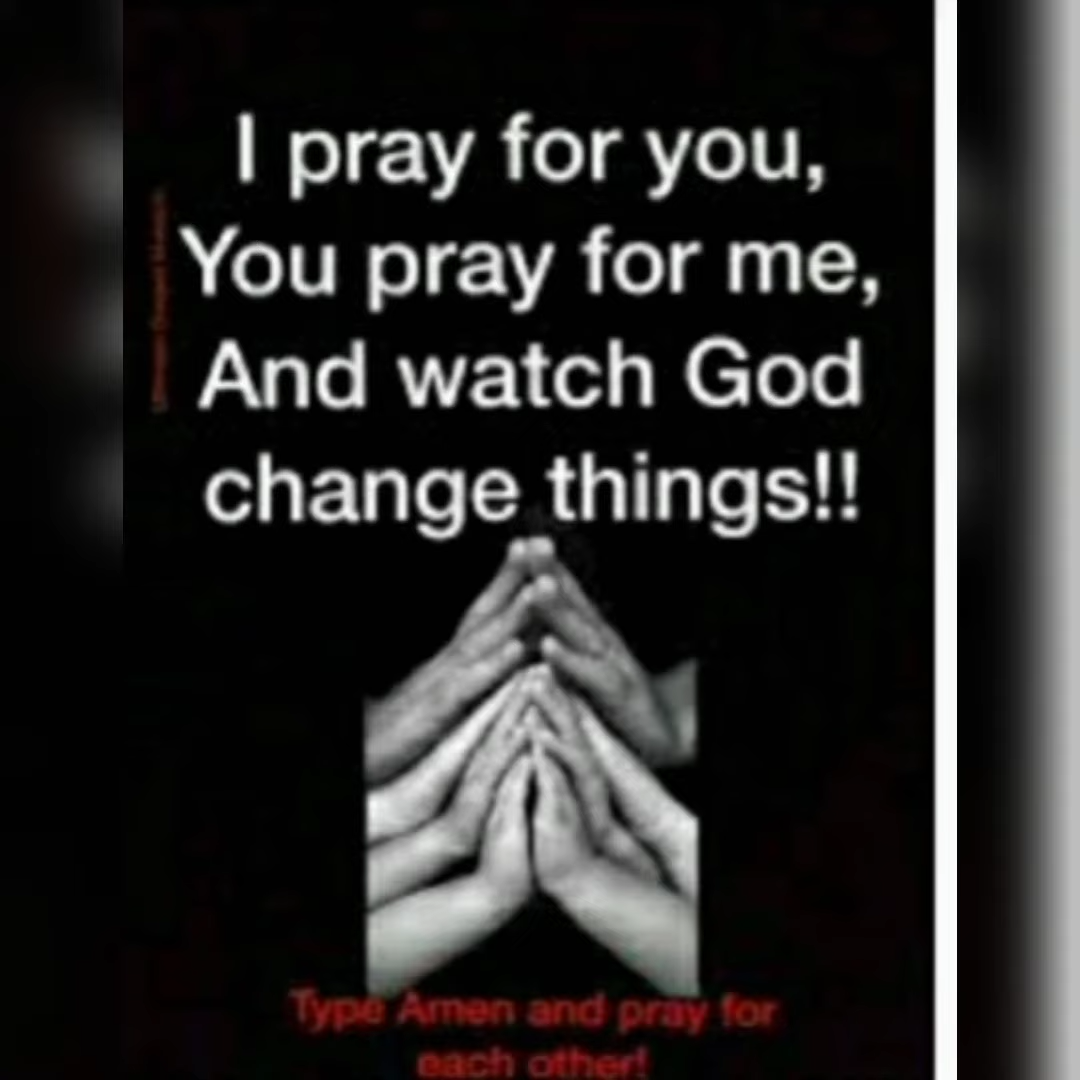 I pray for you,
You pray for me,
And watch God
change things!!
Type Amen and pray for
each other!